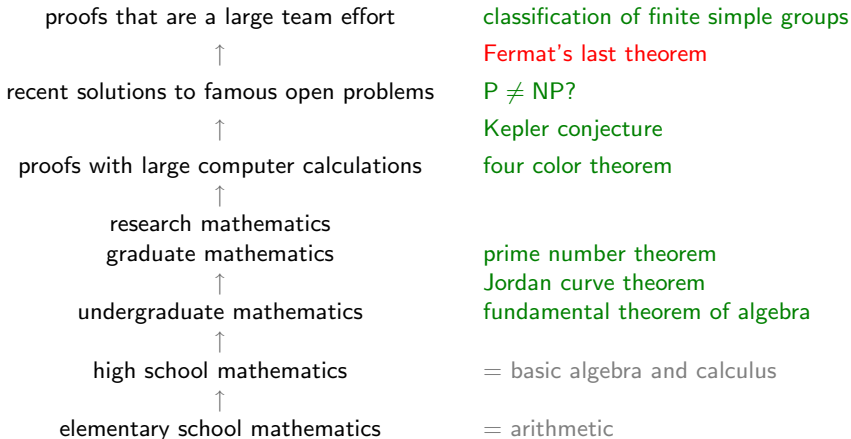 proofs that are a large team effort classification of finite simple groups
↑ Fermat's last theorem
recent solutions to famous open problems P ≠ NP?
↑ Kepler conjecture
proofs with large computer calculations four color theorem
↑
research mathematics
graduate mathematics prime number theorem
↑ Jordan curve theorem
undergraduate mathematics fundamental theorem of algebra
↑
high school mathematics = basic algebra and calculus
↑
elementary school mathematics = arithmetic